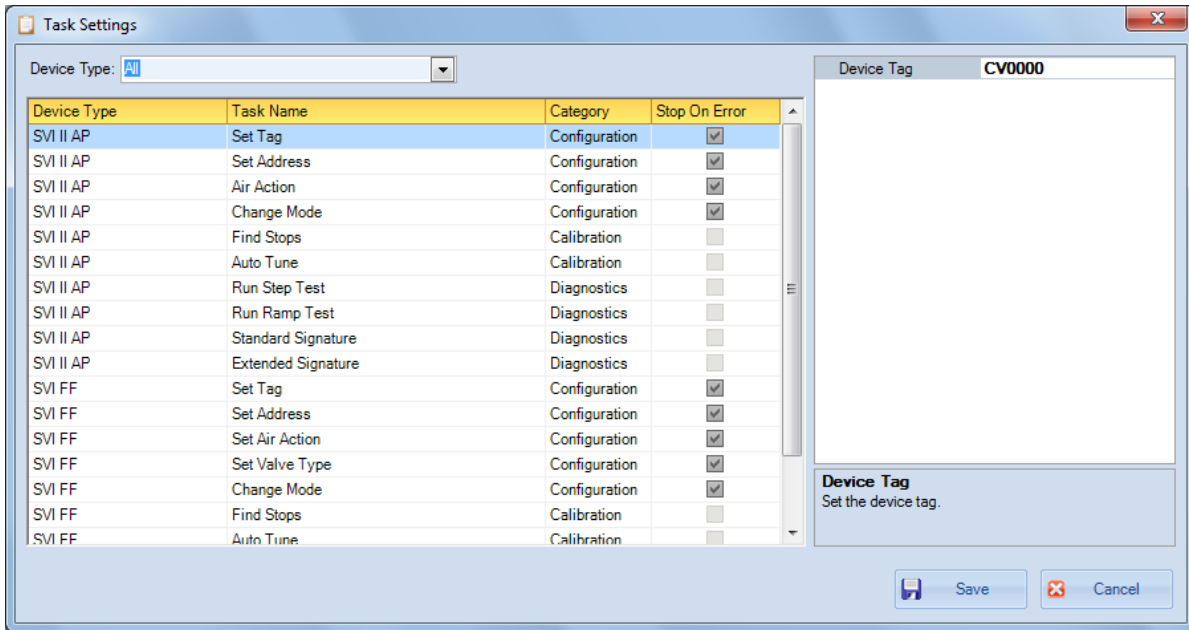 Task Settings
Device Type: All
Device Type Task Name Category Stop On Error
SVI II AP Set Tag Configuration
SVI II AP Set Address Configuration
SVI II AP Air Action Configuration
SVI II AP Change Mode Configuration
SVI II AP Find Stops Calibration
SVI II AP Auto Tune Calibration
SVI II AP Run Step Test Diagnostics
SVI II AP Run Ramp Test Diagnostics
SVI II AP Standard Signature Diagnostics
SVI II AP Extended Signature Diagnostics
SVI FF Set Tag Configuration
SVI FF Set Address Configuration
SVI FF Set Air Action Configuration
SVI FF Set Valve Type Configuration
SVI FF Change Mode Configuration
SVI FF Find Stops Calibration
SVI FF Auto Tune Calibration
Device Tag CV0000
Device Tag
Set the device tag.
Save Cancel